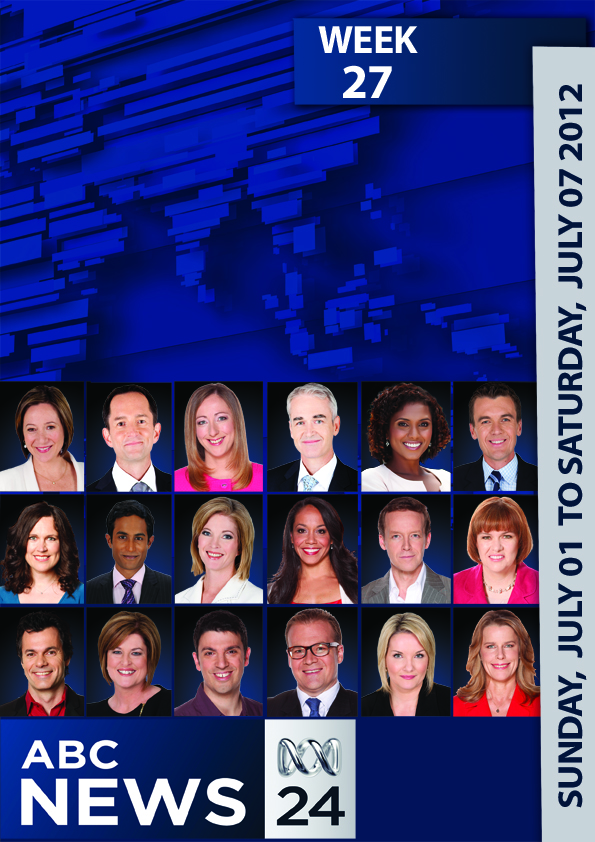 WEEK
27
SUNDAY, JULY 01 TO SATURDAY, JULY 07 2012
ABC
NEWS
24